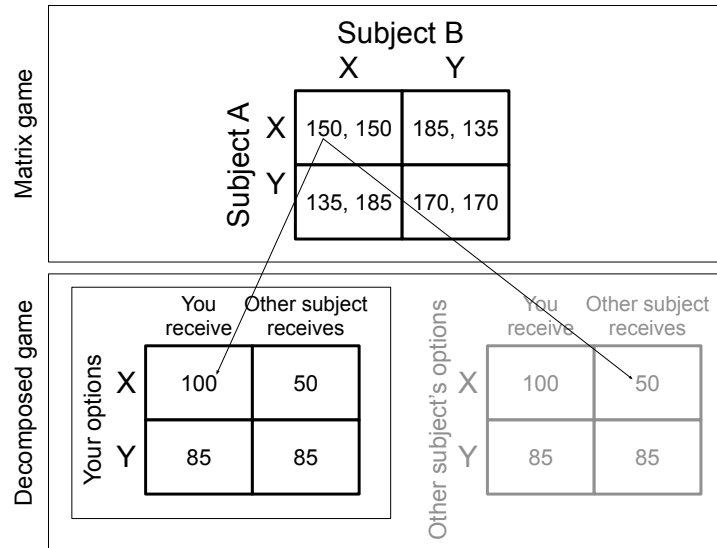 Matrix game
Subject B
X Y
Subject A
X 150, 150 185, 135
Y 135, 185 170, 170
Decomposed game
Your options
You receive
Other subject receives
X 100 50
Y 85 85
Other subject's options
You receive
Other subject receives
X 100 50
Y 85 85